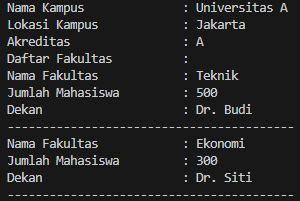 Nama Kampus : Universitas A
Lokasi Kampus : Jakarta
Akreditas : A
Daftar Fakultas :
Nama Fakultas : Teknik
Jumlah Mahasiswa : 500
Dekan : Dr. Budi
-----------------------------------------
Nama Fakultas : Ekonomi
Jumlah Mahasiswa : 300
Dekan : Dr. Siti
-----------------------------------------